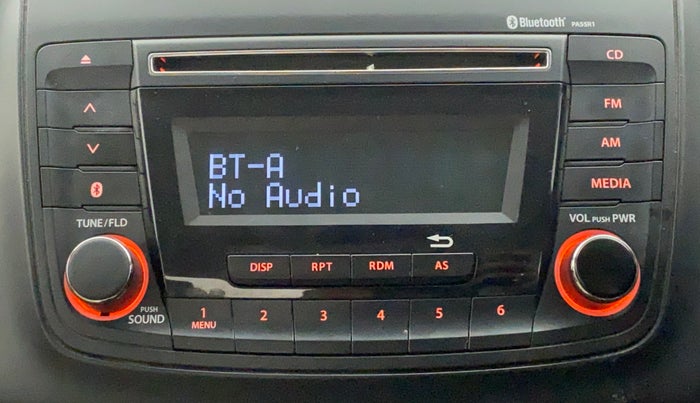 Bluetooth PASSR1
CD
FM
BT-A
AM
No Audio
MEDIA
TUNE/FLD
VOL PUSH PWR
DISP RPT RDM AS
PUSH SOUND
1 2 3 4 5 6
MENU